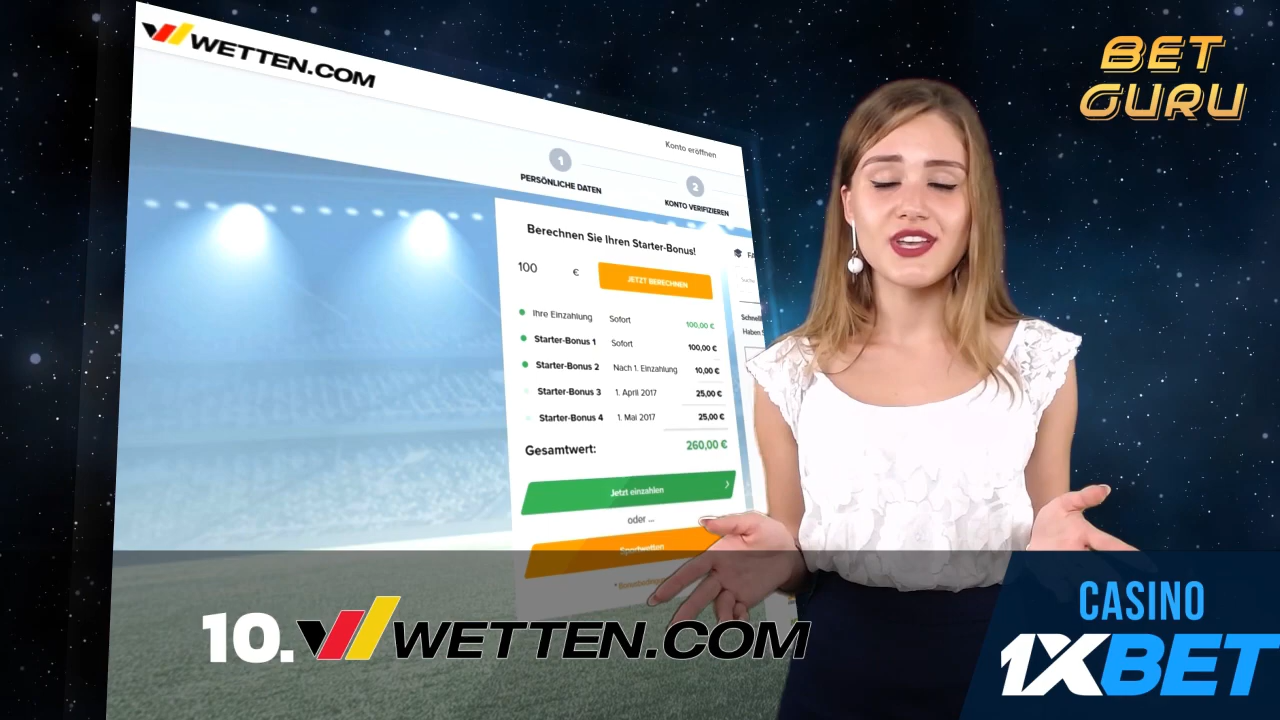 WETTEN.COM
BET
GURU
Konto eröffnen
1
2
PERSÖNLICHE DATEN
KONTO VERIFIZIEREN
Berechnen Sie Ihren Starter-Bonus!
100 € JETZT BERECHNEN
Ihre Einzahlung Sofort 100,00 €
Starter-Bonus 1 Sofort 100,00 €
Starter-Bonus 2 Nach 1. Einzahlung 10,00 €
Starter-Bonus 3 1. April 2017 25,00 €
Starter-Bonus 4 1. Mai 2017 25,00 €
Gesamtwert: 260,00 €
Jetzt einzahlen
oder ...
Sportwetten
10. WETTEN.COM
CASINO
1XBET